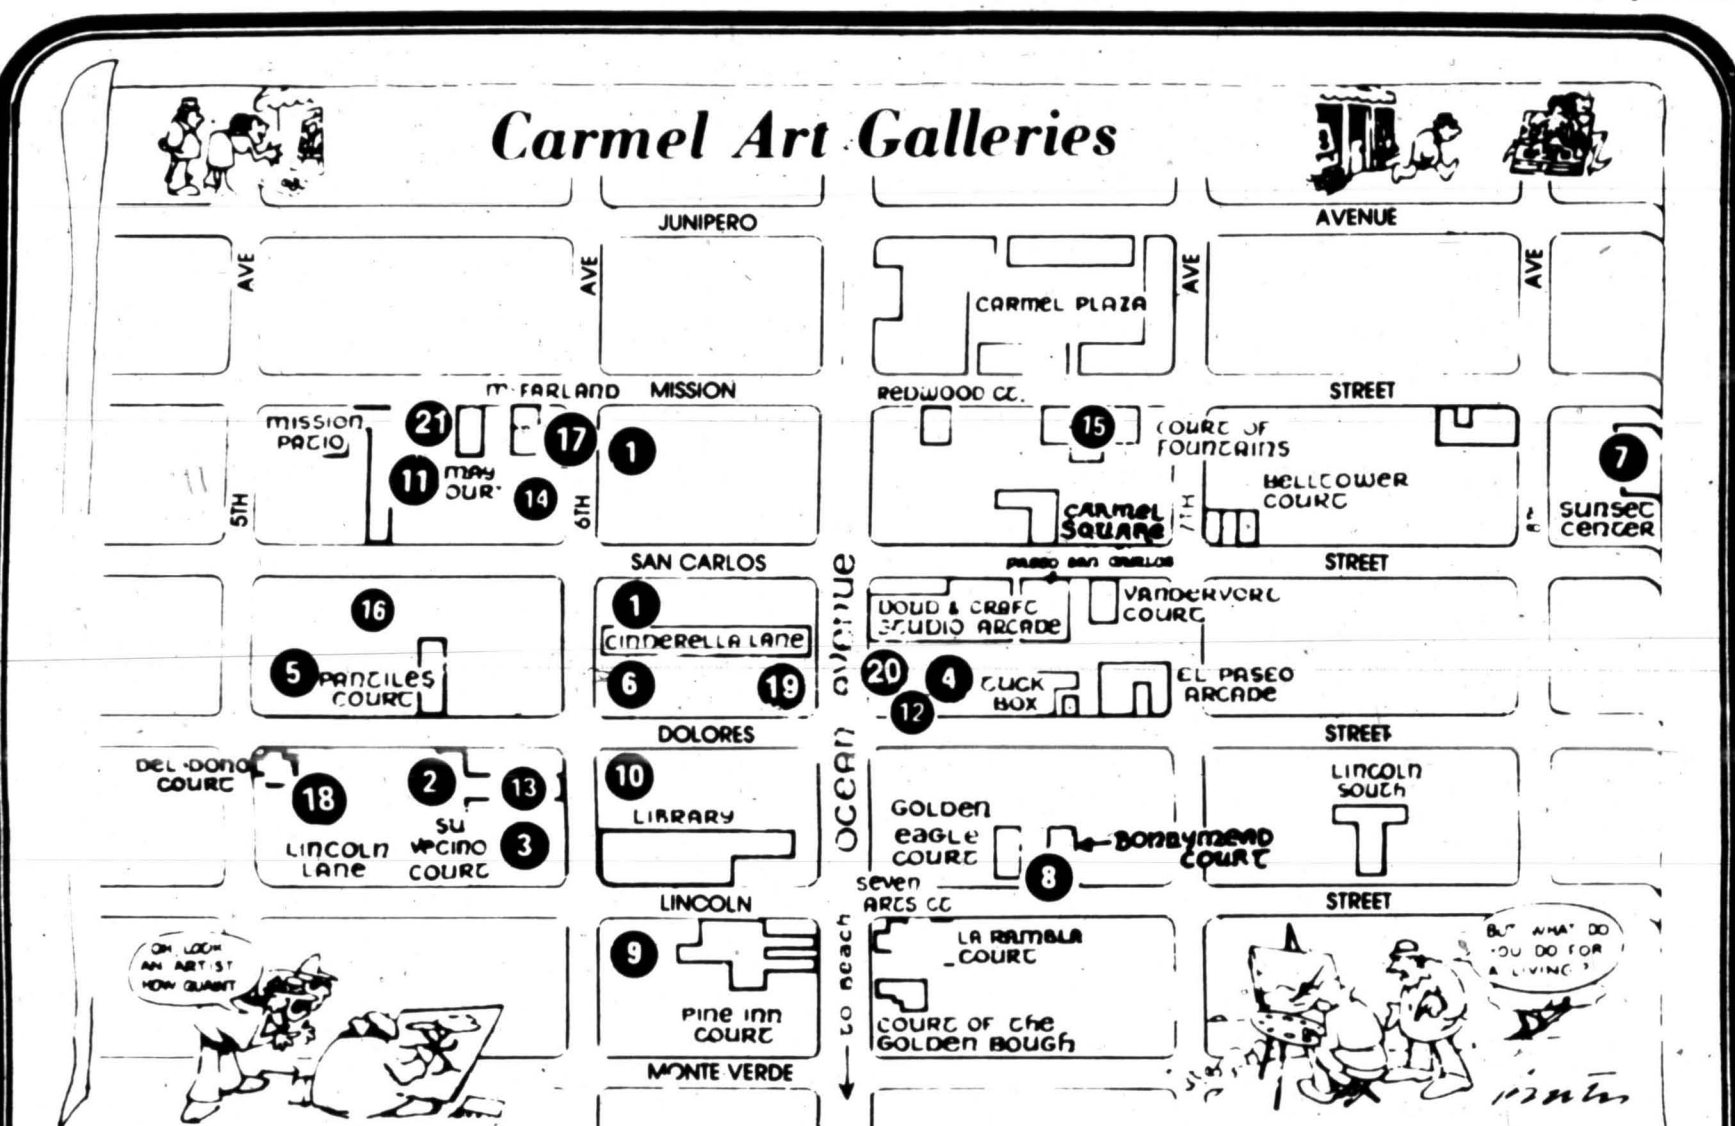 Carmel Art Galleries
JUNIPERO
AVENUE
AVE
AVE
AVE
AVE
CARMEL PLAZA
MCFARLAND
MISSION
REDWOOD CT.
STREET
MISSION
PATIO
21
17
1
15
COURT OF
FOUNTAINS
7
11
MAY
OUR
14
BELLTOWER
COURT
5TH
6TH
CARMEL
SQUARE
7TH
SUNSET
CENTER
SAN CARLOS
PASEO SAN CARLOS
STREET
16
1
CINDERELLA LANE
DOUD & CRAFT
STUDIO ARCADE
VANDERVORT
COURT
5
PANTILES
COURT
6
19
20
4
12
TUCK
BOX
EL PASEO
ARCADE
OCEAN AVENUE
DOLORES
STREET
DEL DONO
COURT
18
2
13
10
LIBRARY
LINCOLN
SOUTH
LINCOLN
LANE
SU
VECINO
COURT
3
GOLDEN
EAGLE
COURT
BONNYMEAD
COURT
8
LINCOLN
SEVEN
ARTS CT
STREET
OH, LOOK
AN ARTIST
HOW QUAINT
9
PINE INN
COURT
TO BEACH
LA RAMBLA
COURT
COURT OF THE
GOLDEN BOUGH
BUT WHAT DO
YOU DO FOR
A LIVING?
MONTE VERDE